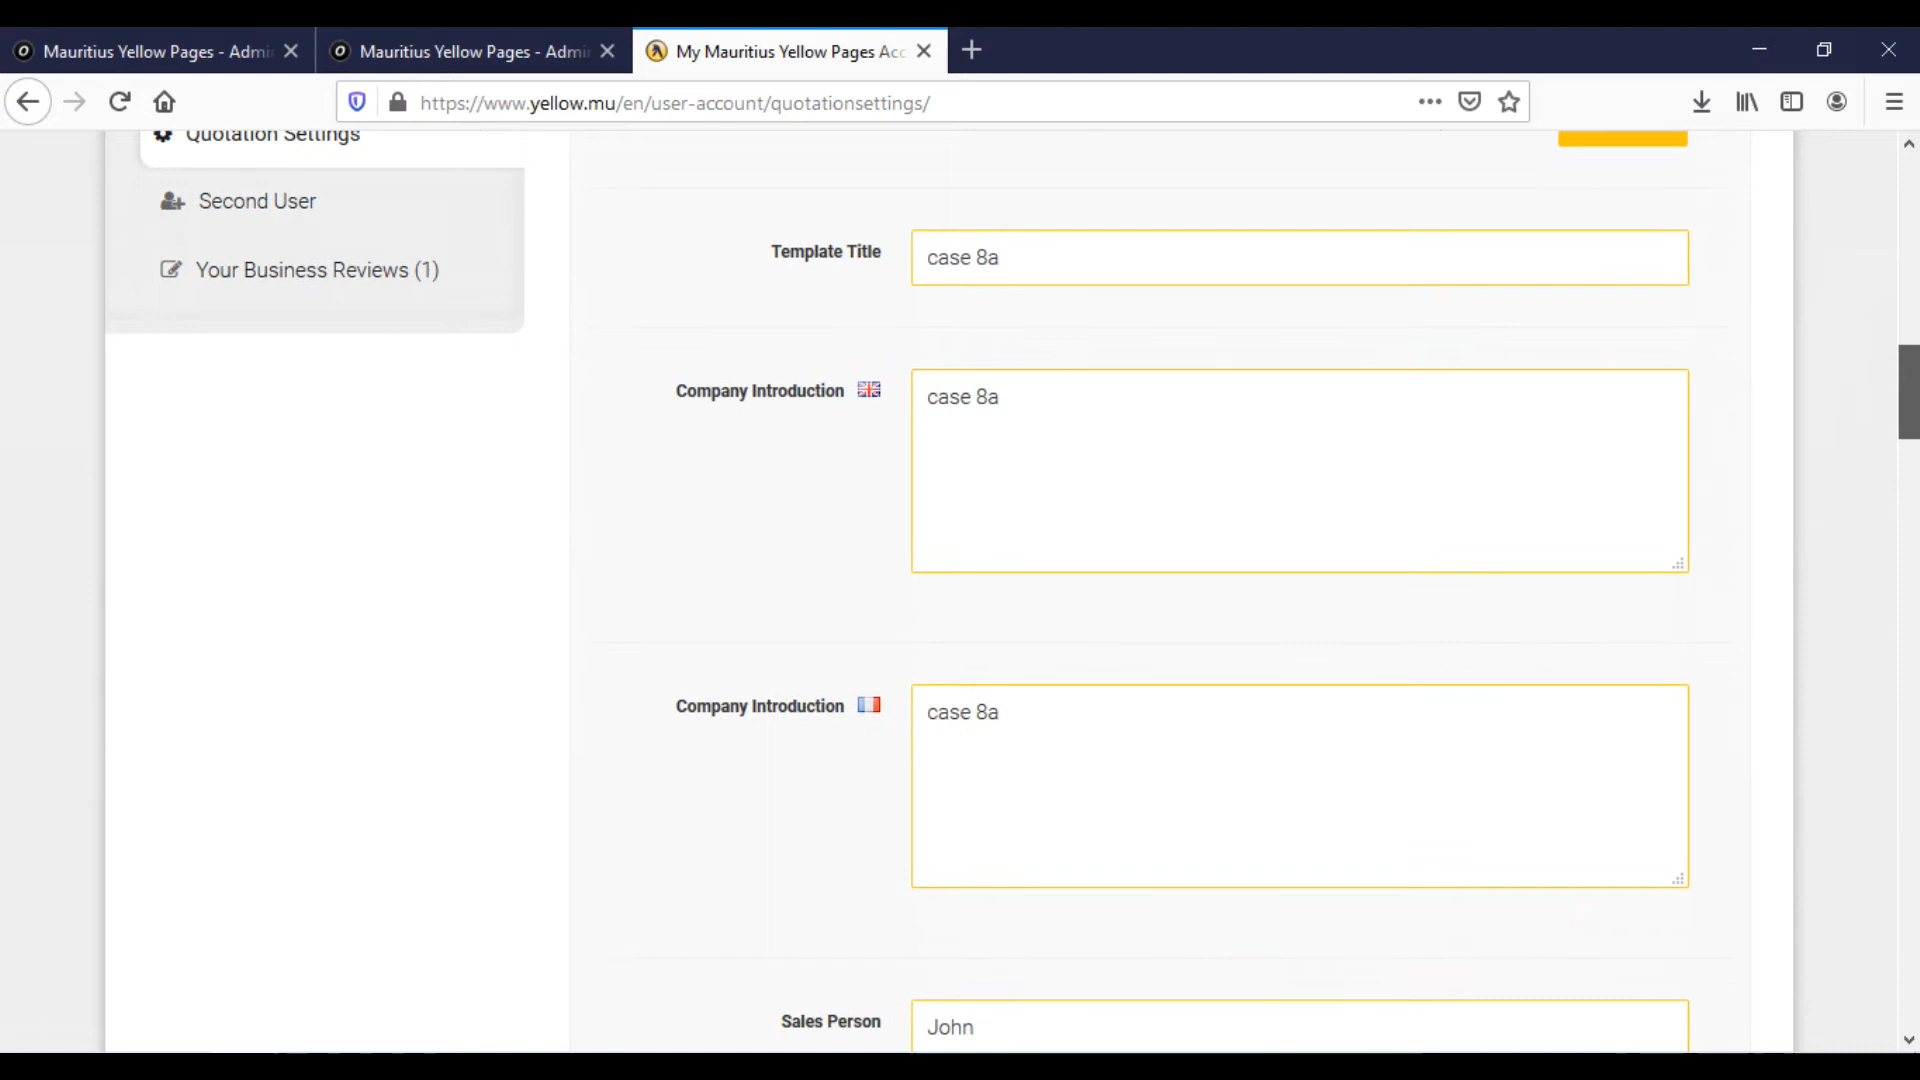 Mauritius Yellow Pages - Admi
Mauritius Yellow Pages - Admi
My Mauritius Yellow Pages Acc
https://www.yellow.mu/en/user-account/quotationsettings/
Quotation Settings
Second User
Your Business Reviews (1)
Template Title
case 8a
Company Introduction
case 8a
Company Introduction
case 8a
Sales Person
John